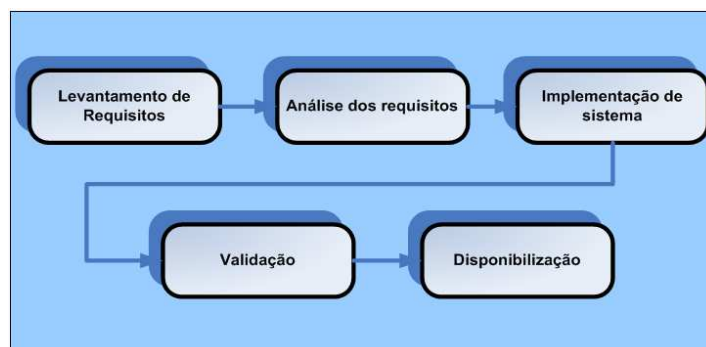 Levantamento de
Requisitos
Análise dos requisitos
Implementação de
sistema
Validação
Disponibilização